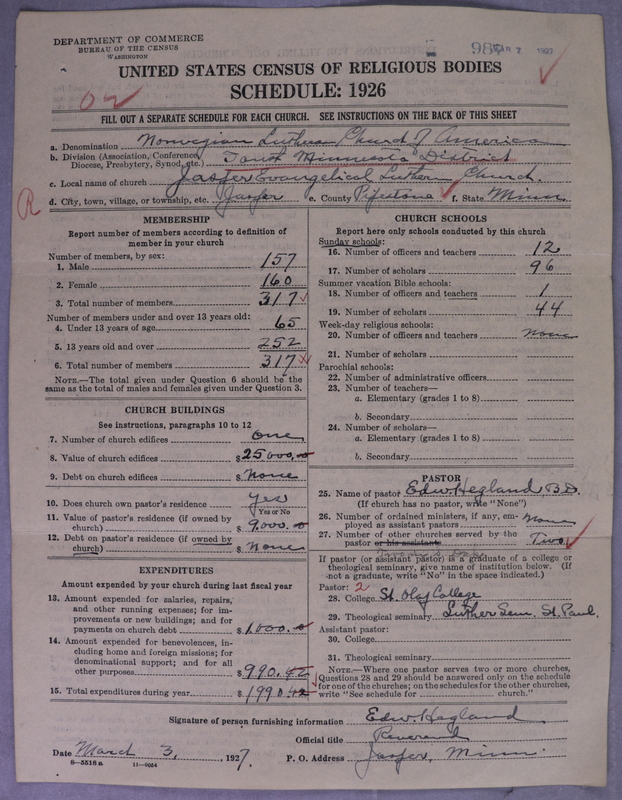 DEPARTMENT OF COMMERCE
BUREAU OF THE CENSUS
WASHINGTON
987 MAR 7 1927
UNITED STATES CENSUS OF RELIGIOUS BODIES
SCHEDULE: 1926
FILL OUT A SEPARATE SCHEDULE FOR EACH CHURCH. SEE INSTRUCTIONS ON THE BACK OF THIS SHEET
a. Denomination Norwegian Lutheran Church of America
b. Division (Association, Conference, Diocese, Presbytery, Synod, etc.) South Minnesota District
c. Local name of church Jasper Evangelical Luthern Church.
d. City, town, village, or township, etc. Jasper e. County Pipestone f. State Minn.
R
MEMBERSHIP
Report number of members according to definition of
member in your church
Number of members, by sex:
1. Male 157
2. Female 160
3. Total number of members 317
Number of members under and over 13 years old:
4. Under 13 years of age 65
5. 13 years old and over 252
6. Total number of members 317
NOTE.—The total given under Question 6 should be the
same as the total of males and females given under Question 3.
CHURCH BUILDINGS
See instructions, paragraphs 10 to 12
7. Number of church edifices One
8. Value of church edifices $25000.00
9. Debt on church edifices $None
10. Does church own pastor's residence? Yes
Yes or No
11. Value of pastor's residence (if owned by
church) $9,000.00
12. Debt on pastor's residence (if owned by
church) $None
EXPENDITURES
Amount expended by your church during last fiscal year
13. Amount expended for salaries, repairs,
and other running expenses; for im-
provements or new buildings; and for
payments on church debt $1,000.00
14. Amount expended for benevolences, in-
cluding home and foreign missions; for
denominational support; and for all
other purposes $990.42
15. Total expenditures during year $1990.42
CHURCH SCHOOLS
Report here only schools conducted by this church
Sunday schools:
16. Number of officers and teachers 12
17. Number of scholars 96
Summer vacation Bible schools:
18. Number of officers and teachers 1
19. Number of scholars 44
Week-day religious schools:
20. Number of officers and teachers None
21. Number of scholars
Parochial schools:
22. Number of administrative officers
23. Number of teachers—
a. Elementary (grades 1 to 8)
b. Secondary
24. Number of scholars—
a. Elementary (grades 1 to 8)
b. Secondary
PASTOR
25. Name of pastor Edw. Hegland B.D.
(If church has no pastor, write "None")
26. Number of ordained ministers, if any, em-
ployed as assistant pastors None
27. Number of other churches served by the
pastor or his assistants Two
If pastor (or assistant pastor) is a graduate of a college or
theological seminary, give name of institution below. (If
not a graduate, write "No" in the space indicated.)
Pastor: 2
28. College St. Olaf College
29. Theological seminary Luther Sem. St. Paul.
Assistant pastor:
30. College
31. Theological seminary
NOTE.—Where one pastor serves two or more churches,
Questions 28 and 29 should be answered only on the schedule
for one of the churches; on the schedules for the other churches,
write "See schedule for church."
Signature of person furnishing information Edw. Hegland
Official title Reverend
Date March 3, 1927. P. O. Address Jasper, Minn.
8—5518 a 11—9054